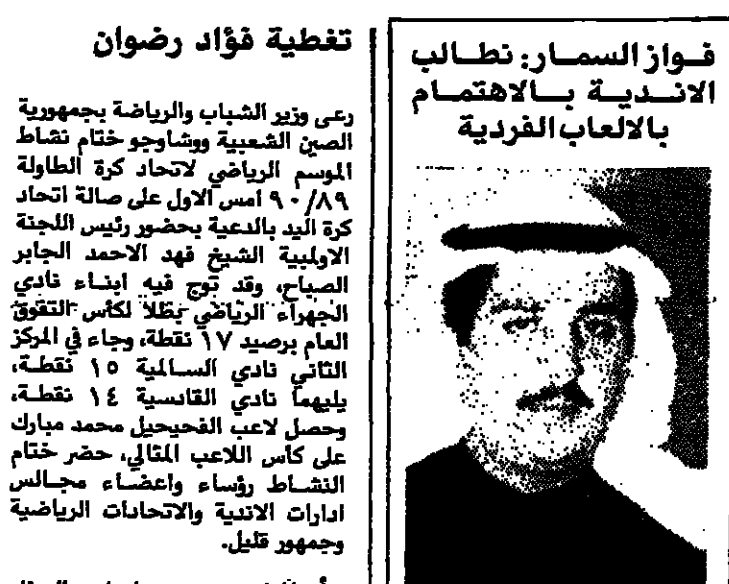 فواز السمار: نطالب
الاندية بالاهتمام
بالالعاب الفردية
تغطية فؤاد رضوان
رعى وزير الشباب والرياضة بجمهورية
الصين الشعبية ووشاوجو ختام نشاط
الموسم الرياضي لاتحاد كرة الطاولة
٩٠/٨٩ امس الاول على صالة اتحاد
كرة اليد بالدعية بحضور رئيس اللجنة
الاولمبية الشيخ فهد الاحمد الجابر
الصباح، وقد توج فيه ابناء نادي
الجهراء الرياضي بطلا لكأس التفوق
العام برصيد ١٧ نقطة، وجاء في المركز
الثاني نادي السالمية ١٥ نقطة،
يليهما نادي القادسية ١٤ نقطة،
وحصل لاعب الفحيحيل محمد مبارك
على كأس اللاعب المثالي، حضر ختام
النشاط رؤساء واعضاء مجالس
ادارات الاندية والاتحادات الرياضية
وجمهور قليل.